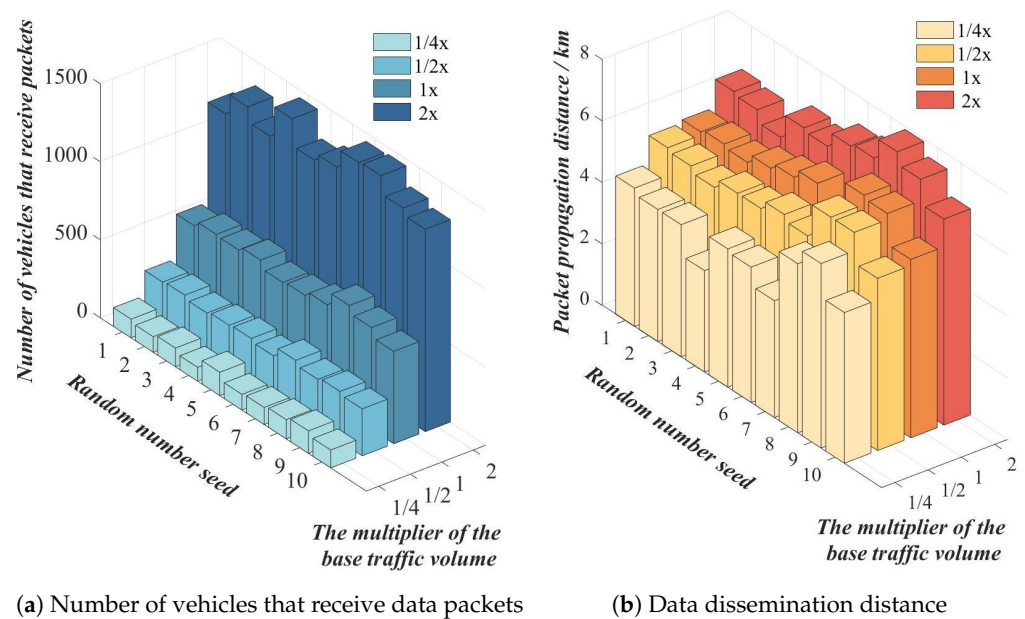 Number of vehicles that receive packets
1500
1000
500
0
1/4x
1/2x
1x
2x
1
2
3
4
5
6
7
8
9
10
Random number seed
1/4
1/2
1
2
The multiplier of the
base traffic volume
(a) Number of vehicles that receive data packets
Packet propagation distance / km
8
6
4
2
0
1/4x
1/2x
1x
2x
1
2
3
4
5
6
7
8
9
10
Random number seed
1/4
1/2
1
2
The multiplier of the
base traffic volume
(b) Data dissemination distance